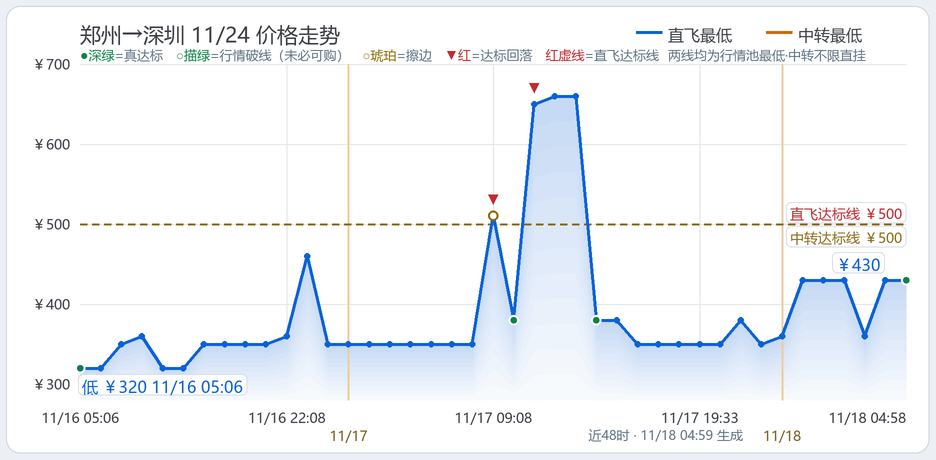 郑州→深圳 11/24 价格走势
直飞最低 中转最低
●深绿=真达标 ○描绿=行情破线（未必可购） ○琥珀=擦边 ▼红=达标回落 红虚线=直飞达标线 两线均为行情池最低·中转不限直挂
￥700
￥600
￥500
￥400
￥300
直飞达标线 ￥500
中转达标线 ￥500
￥430
低 ￥320 11/16 05:06
11/16 05:06 11/16 22:08 11/17 09:08 11/17 19:33 11/18 04:58
11/17 近48时 · 11/18 04:59 生成 11/18